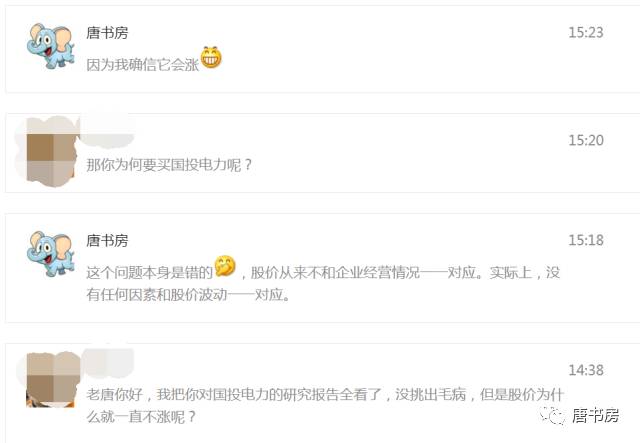 唐书房
15:23
因为我确信它会涨
15:20
那你为何要买国投电力呢？
唐书房
15:18
这个问题本身是错的，股价从来不和企业经营情况一一对应。实际上，没
有任何因素和股价波动一一对应。
14:38
老唐你好，我把你对国投电力的研究报告全看了，没挑出毛病，但是股价为什
么就一直不涨呢？
唐书房